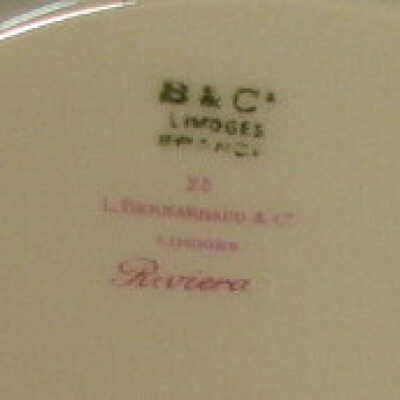 B & Cº
LIMOGES
FRANCE
L. BERNARDAUD & Cº
LIMOGES
Riviera